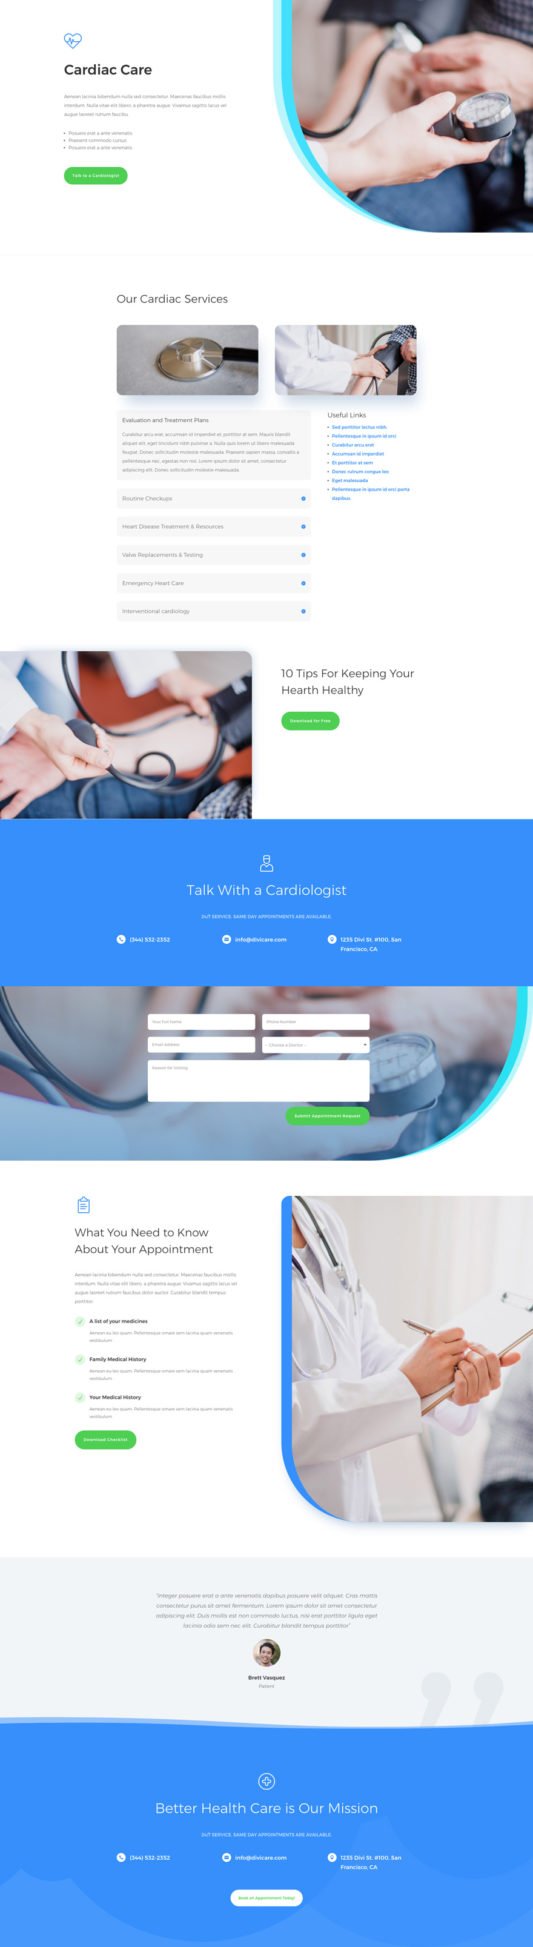 Cardiac Care
Aenean lacinia bibendum nulla sed consectetur. Maecenas faucibus mollis
interdum. Nulla vitae elit libero, a pharetra augue. Vivamus sagittis lacus vel
augue laoreet rutrum faucibus.
Posuere erat a ante venenatis
Praesent commodo cursus
Posuere erat a ante venenatis
Talk to a Cardiologist
Our Cardiac Services
Evaluation and Treatment Plans
Curabitur arcu erat, accumsan id imperdiet et, porttitor at sem. Mauris blandit
aliquet elit, eget tincidunt nibh pulvinar a. Nulla quis lorem ut libero malesuada
feugiat. Donec sollicitudin molestie malesuada. Praesent sapien massa, convallis a
pellentesque nec, egestas non nisi. Lorem ipsum dolor sit amet, consectetur
adipiscing elit. Donec sollicitudin molestie malesuada.
Routine Checkups
Heart Disease Treatment & Resources
Valve Replacements & Testing
Emergency Heart Care
Interventional cardiology
Useful Links
Sed porttitor lectus nibh
Pellentesque in ipsum id orci
Curabitur arcu erat
Accumsan id imperdiet
Et porttitor at sem
Donec rutrum congue leo
Eget malesuada
Pellentesque in ipsum id orci porta
dapibus
10 Tips For Keeping Your
Hearth Healthy
Download for Free
Talk With a Cardiologist
24/7 SERVICE. SAME DAY APPOINTMENTS ARE AVAILABLE.
(344) 532-2352
info@divicare.com
1235 Divi St. #100, San
Francisco, CA
Your Full Name
Phone Number
Email Address
- Choose a Doctor -
Reason for Visiting
Submit Appointment Request
What You Need to Know
About Your Appointment
Aenean lacinia bibendum nulla sed consectetur. Maecenas faucibus mollis
interdum. Nulla vitae elit libero, a pharetra augue. Vivamus sagittis lacus vel
augue laoreet rutrum faucibus dolor auctor. Curabitur blandit tempus
porttitor.
A list of your medicines
Aenean eu leo quam. Pellentesque ornare sem lacinia quam venenatis
vestibulum.
Family Medical History
Aenean eu leo quam. Pellentesque ornare sem lacinia quam venenatis
vestibulum.
Your Medical History
Aenean eu leo quam. Pellentesque ornare sem lacinia quam venenatis
vestibulum.
Download Checklist
"Integer posuere erat a ante venenatis dapibus posuere velit aliquet. Cras mattis
consectetur purus sit amet fermentum. Lorem ipsum dolor sit amet consectetur
adipiscing elit. Duis mollis est non commodo luctus, nisi erat porttitor ligula eget
lacinia odio sem nec elit. Curabitur blandit tempus porttitor"
Brett Vasquez
Patient
Better Health Care is Our Mission
24/7 SERVICE. SAME DAY APPOINTMENTS ARE AVAILABLE.
(344) 532-2352
info@divicare.com
1235 Divi St. #100, San
Francisco, CA
Book an Appointment Today!